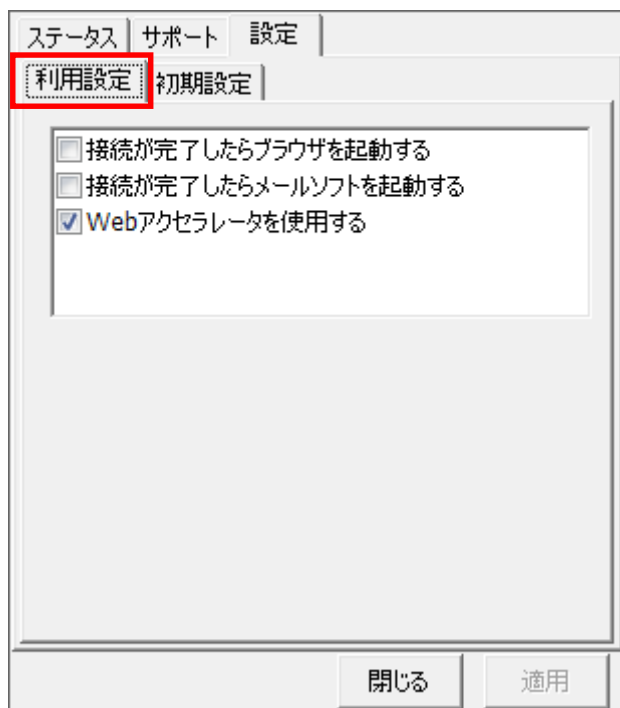 ステータス サポート 設定
利用設定 初期設定
接続が完了したらブラウザを起動する
接続が完了したらメールソフトを起動する
Webアクセラレータを使用する
閉じる 適用